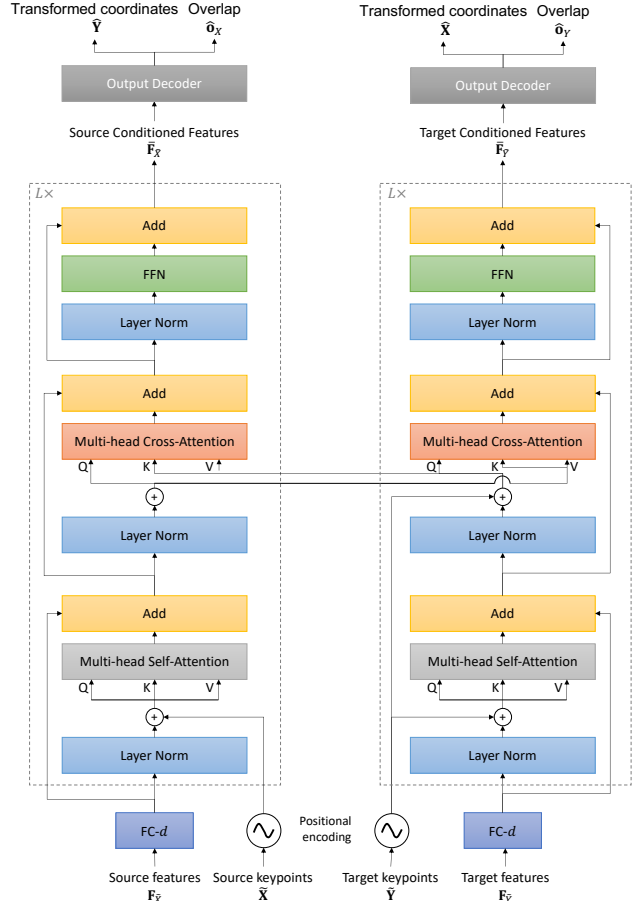 Transformed coordinates Overlap Transformed coordinates Overlap
Ŷ ô_X X̂ ô_Y
Output Decoder Output Decoder
Source Conditioned Features Target Conditioned Features
F̄_X̃ F̄_Ỹ
L× L×
Add Add
FFN FFN
Layer Norm Layer Norm
Add Add
Multi-head Cross-Attention Multi-head Cross-Attention
Q K V Q K V
+ +
Layer Norm Layer Norm
Add Add
Multi-head Self-Attention Multi-head Self-Attention
Q K V Q K V
+ +
Layer Norm Layer Norm
FC-d Positional FC-d
encoding
Source features Source keypoints Target keypoints Target features
F_X̃ X̃ Ỹ F_Ỹ